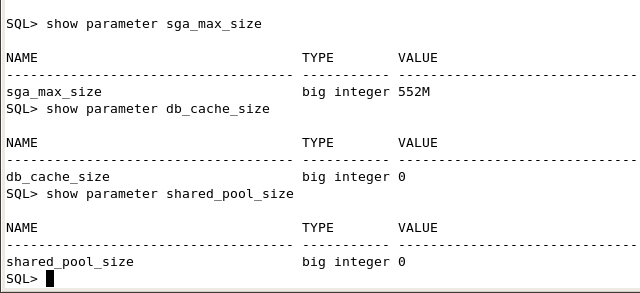 SQL> show parameter sga_max_size
NAME                                 TYPE        VALUE
------------------------------------ ----------- ------------------------------
sga_max_size                         big integer 552M
SQL> show parameter db_cache_size
NAME                                 TYPE        VALUE
------------------------------------ ----------- ------------------------------
db_cache_size                        big integer 0
SQL> show parameter shared_pool_size
NAME                                 TYPE        VALUE
------------------------------------ ----------- ------------------------------
shared_pool_size                     big integer 0
SQL>